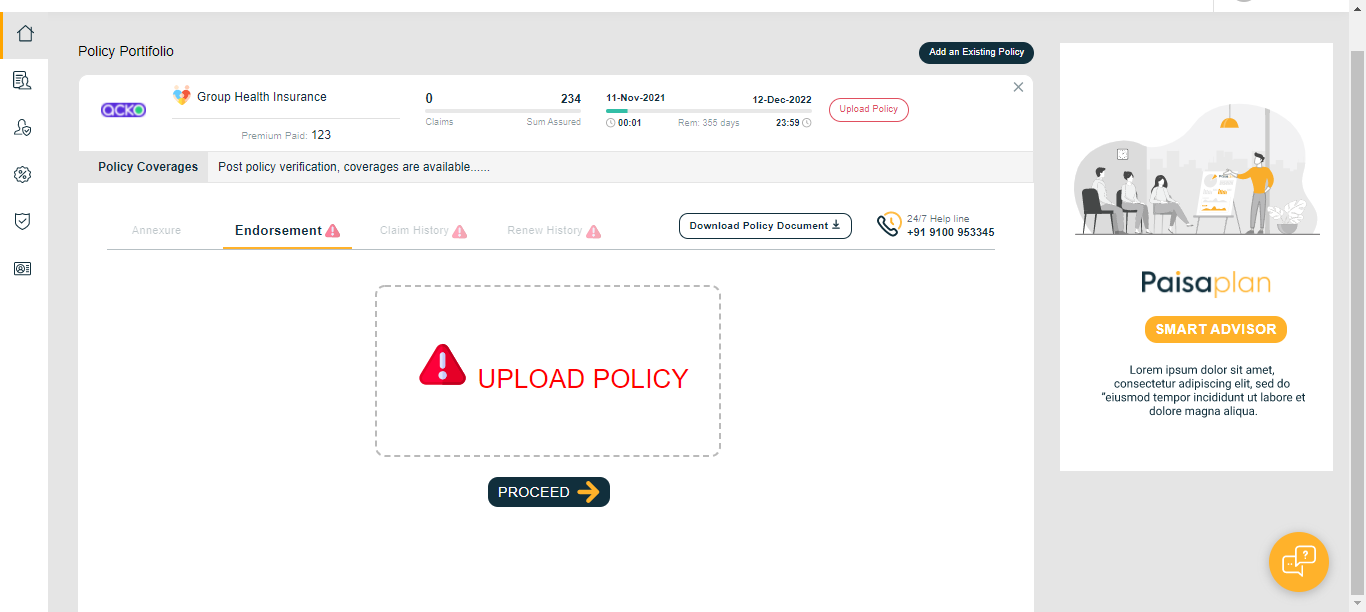 Policy Portifolio
Add an Existing Policy
ACKO
Group Health Insurance
Premium Paid: 123
0 234
Claims Sum Assured
11-Nov-2021 12-Dec-2022
00:01 Rem: 355 days 23:59
Upload Policy
Policy Coverages Post policy verification, coverages are available......
Annexure Endorsement Claim History Renew History
Download Policy Document
24/7 Help line
+91 9100 953345
UPLOAD POLICY
PROCEED
Paisaplan
SMART ADVISOR
Lorem ipsum dolor sit amet,
consectetur adipiscing elit, sed do
"eiusmod tempor incididunt ut labore et
dolore magna aliqua.